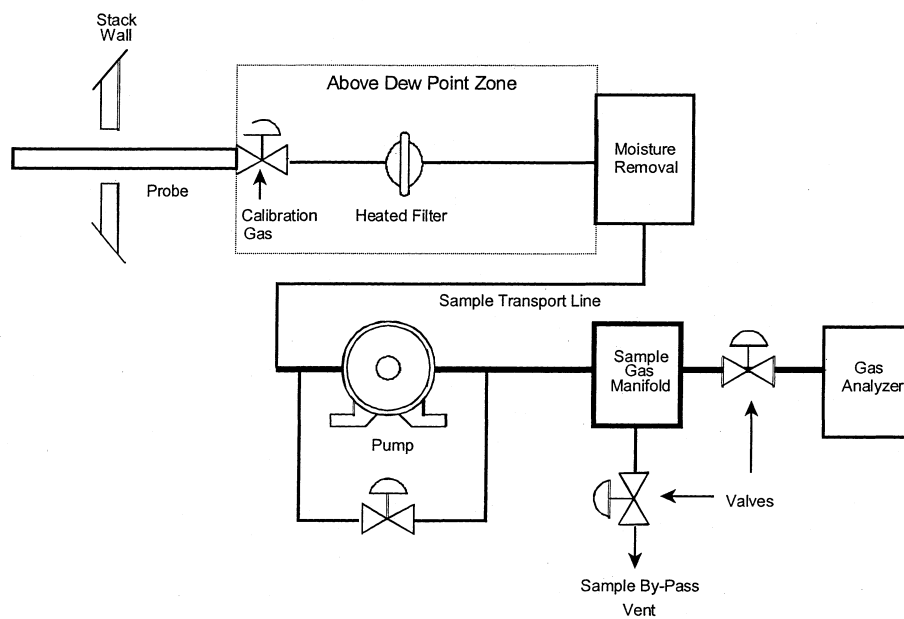 Stack
Wall
Above Dew Point Zone
Moisture
Removal
Probe
Calibration
Gas
Heated Filter
Sample Transport Line
Sample
Gas
Manifold
Gas
Analyzer
Pump
Valves
Sample By-Pass
Vent